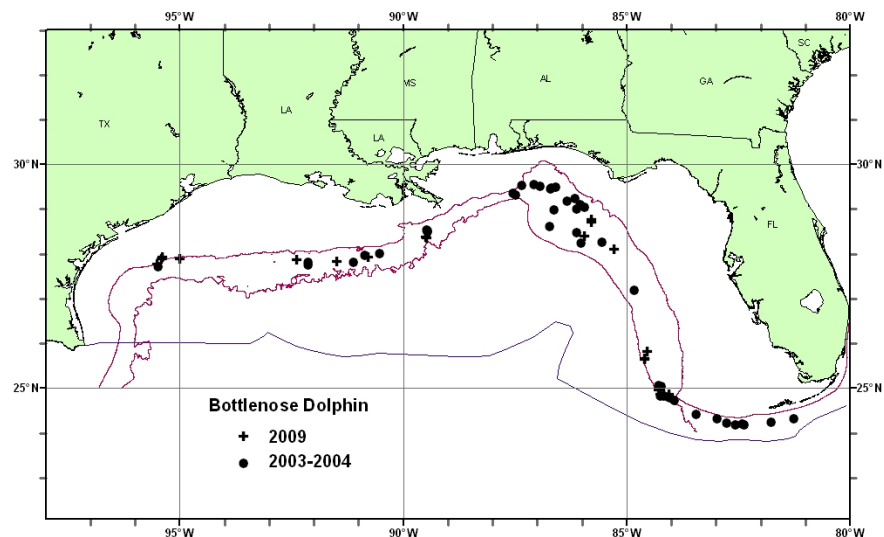 95°W 90°W 85°W 80°W
SC
MS AL GA
LA
TX
LA
30°N 30°N
FL
25°N 25°N
Bottlenose Dolphin
2009
2003-2004
95°W 90°W 85°W 80°W